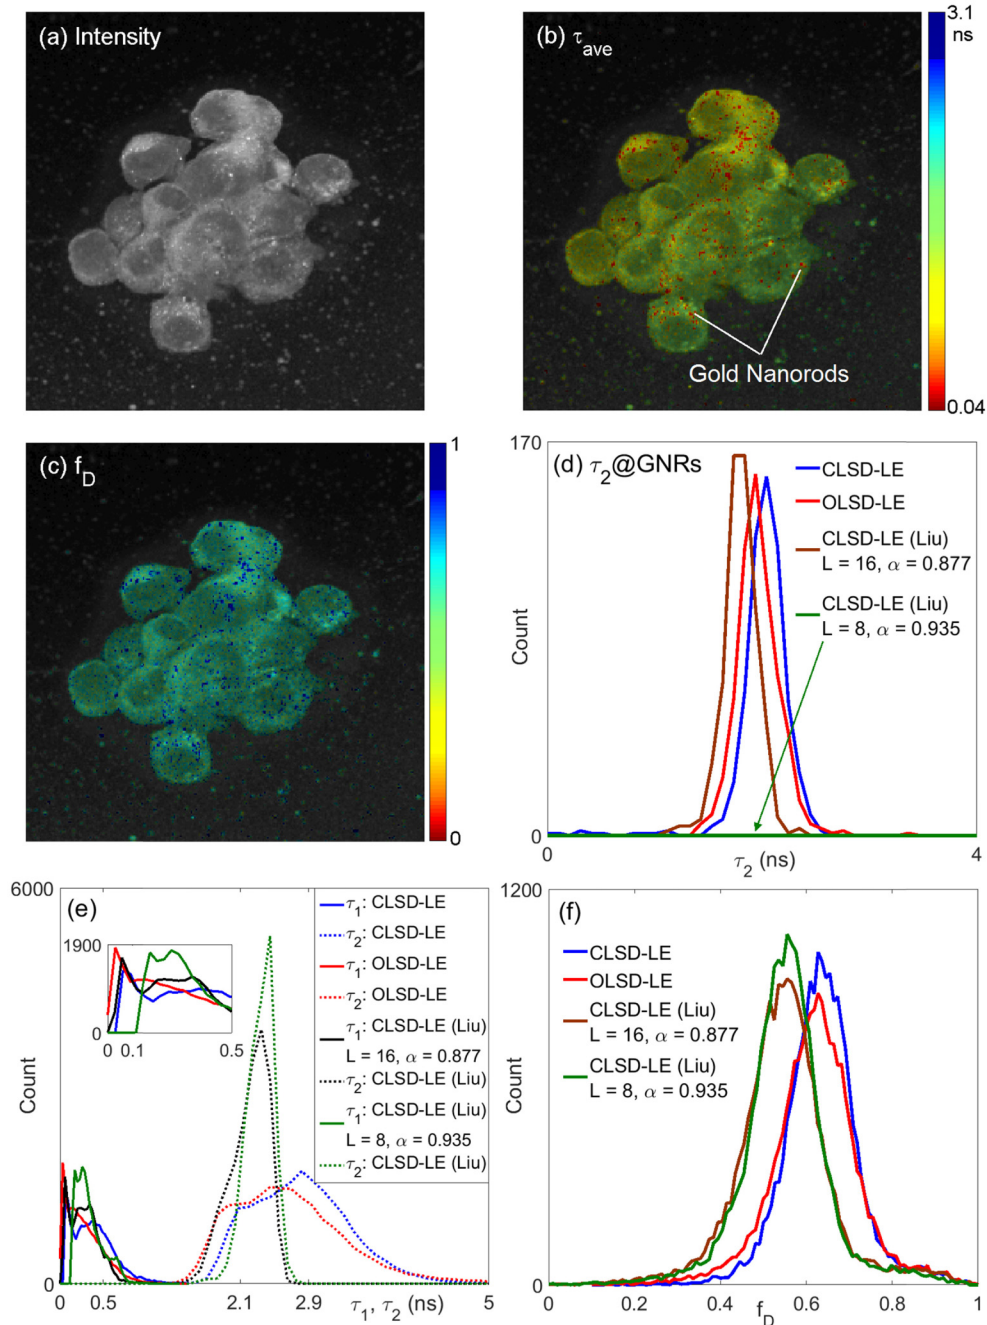 (a) Intensity
(b) τave
3.1
ns
Gold Nanorods
0.04
(c) fD
1
0
170
(d) τ2@GNRs
CLSD-LE
OLSD-LE
CLSD-LE (Liu)
L = 16, α = 0.877
CLSD-LE (Liu)
L = 8, α = 0.935
Count
0
0
τ2 (ns)
4
6000
(e)
τ1: CLSD-LE
τ2: CLSD-LE
τ1: OLSD-LE
τ2: OLSD-LE
τ1: CLSD-LE (Liu)
L = 16, α = 0.877
τ2: CLSD-LE (Liu)
τ1: CLSD-LE (Liu)
L = 8, α = 0.935
τ2: CLSD-LE (Liu)
1900
0
0 0.1 0.5
Count
0
0 0.5 2.1 2.9 5
τ1, τ2 (ns)
1200
(f)
CLSD-LE
OLSD-LE
CLSD-LE (Liu)
L = 16, α = 0.877
CLSD-LE (Liu)
L = 8, α = 0.935
Count
0
0 0.2 0.4 0.6 0.8 1
fD